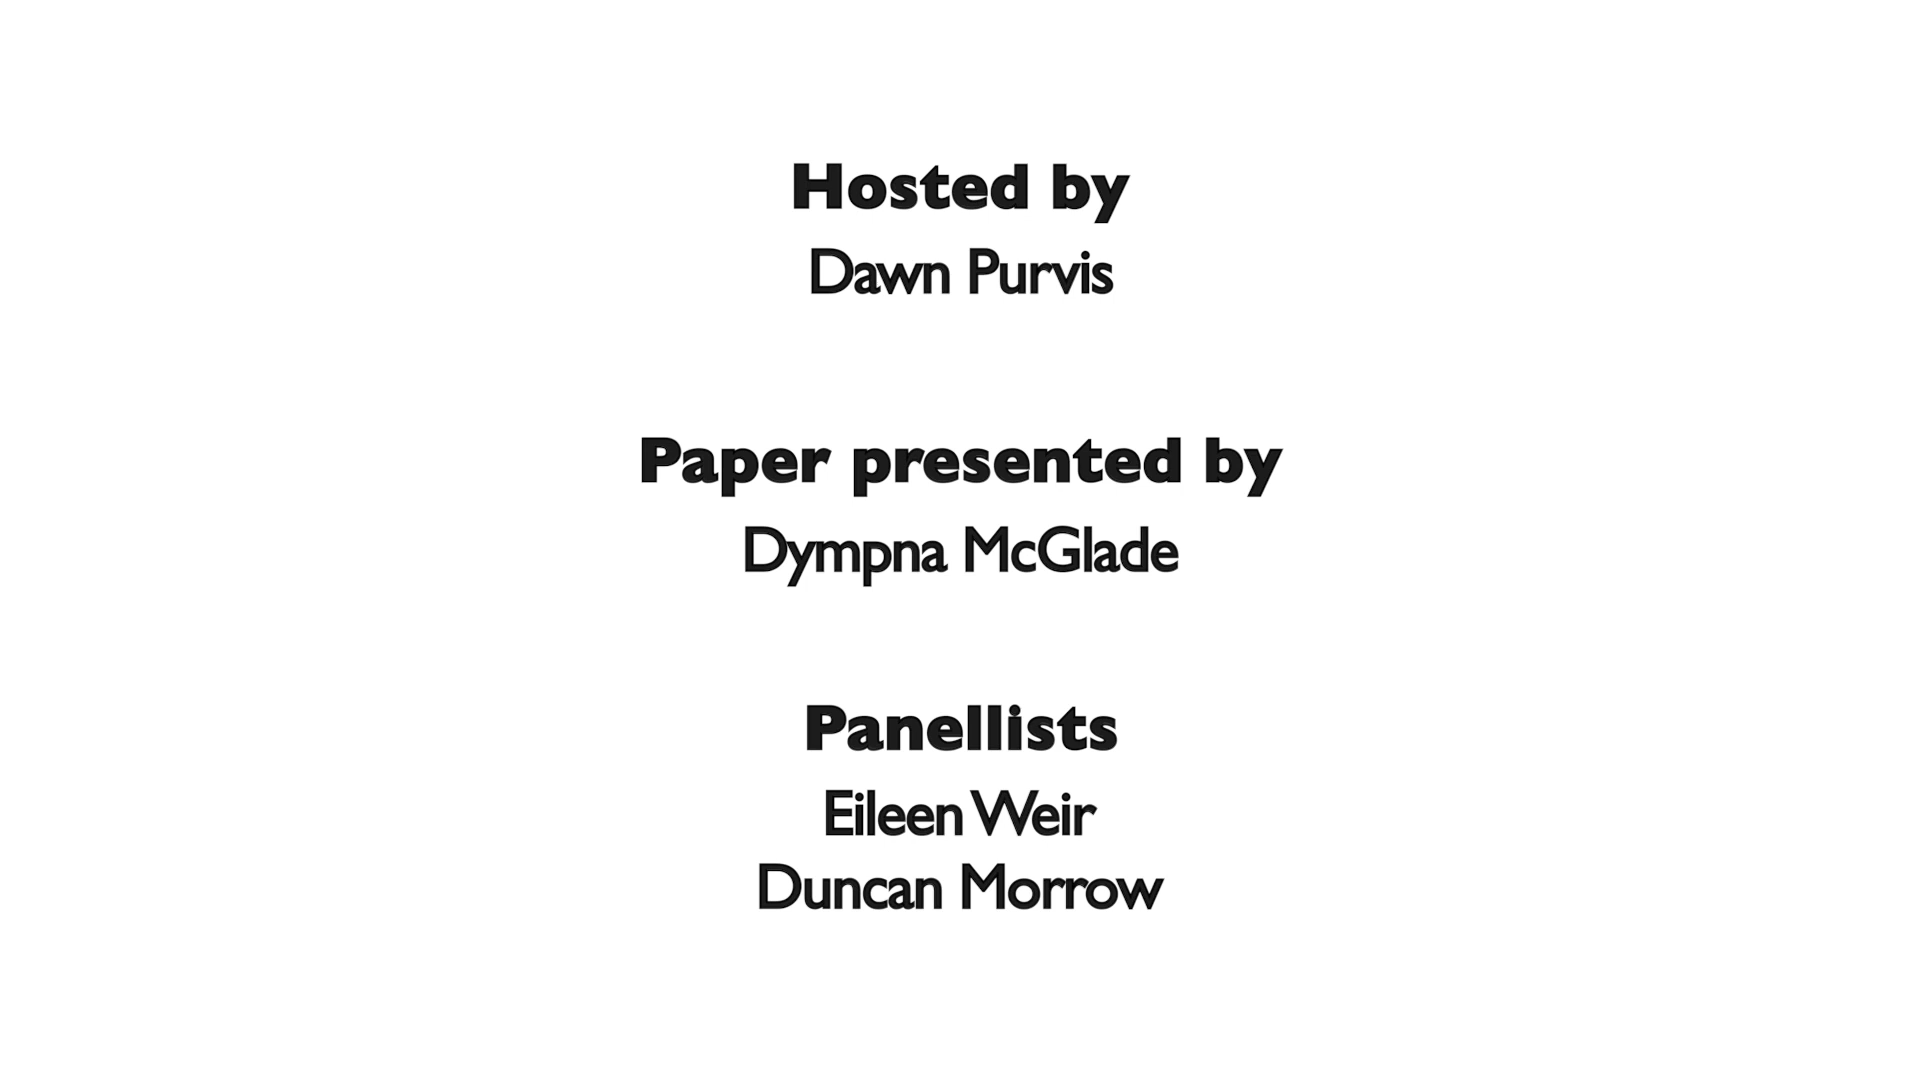 Hosted by
Dawn Purvis
Paper presented by
Dympna McGlade
Panellists
Eileen Weir
Duncan Morrow